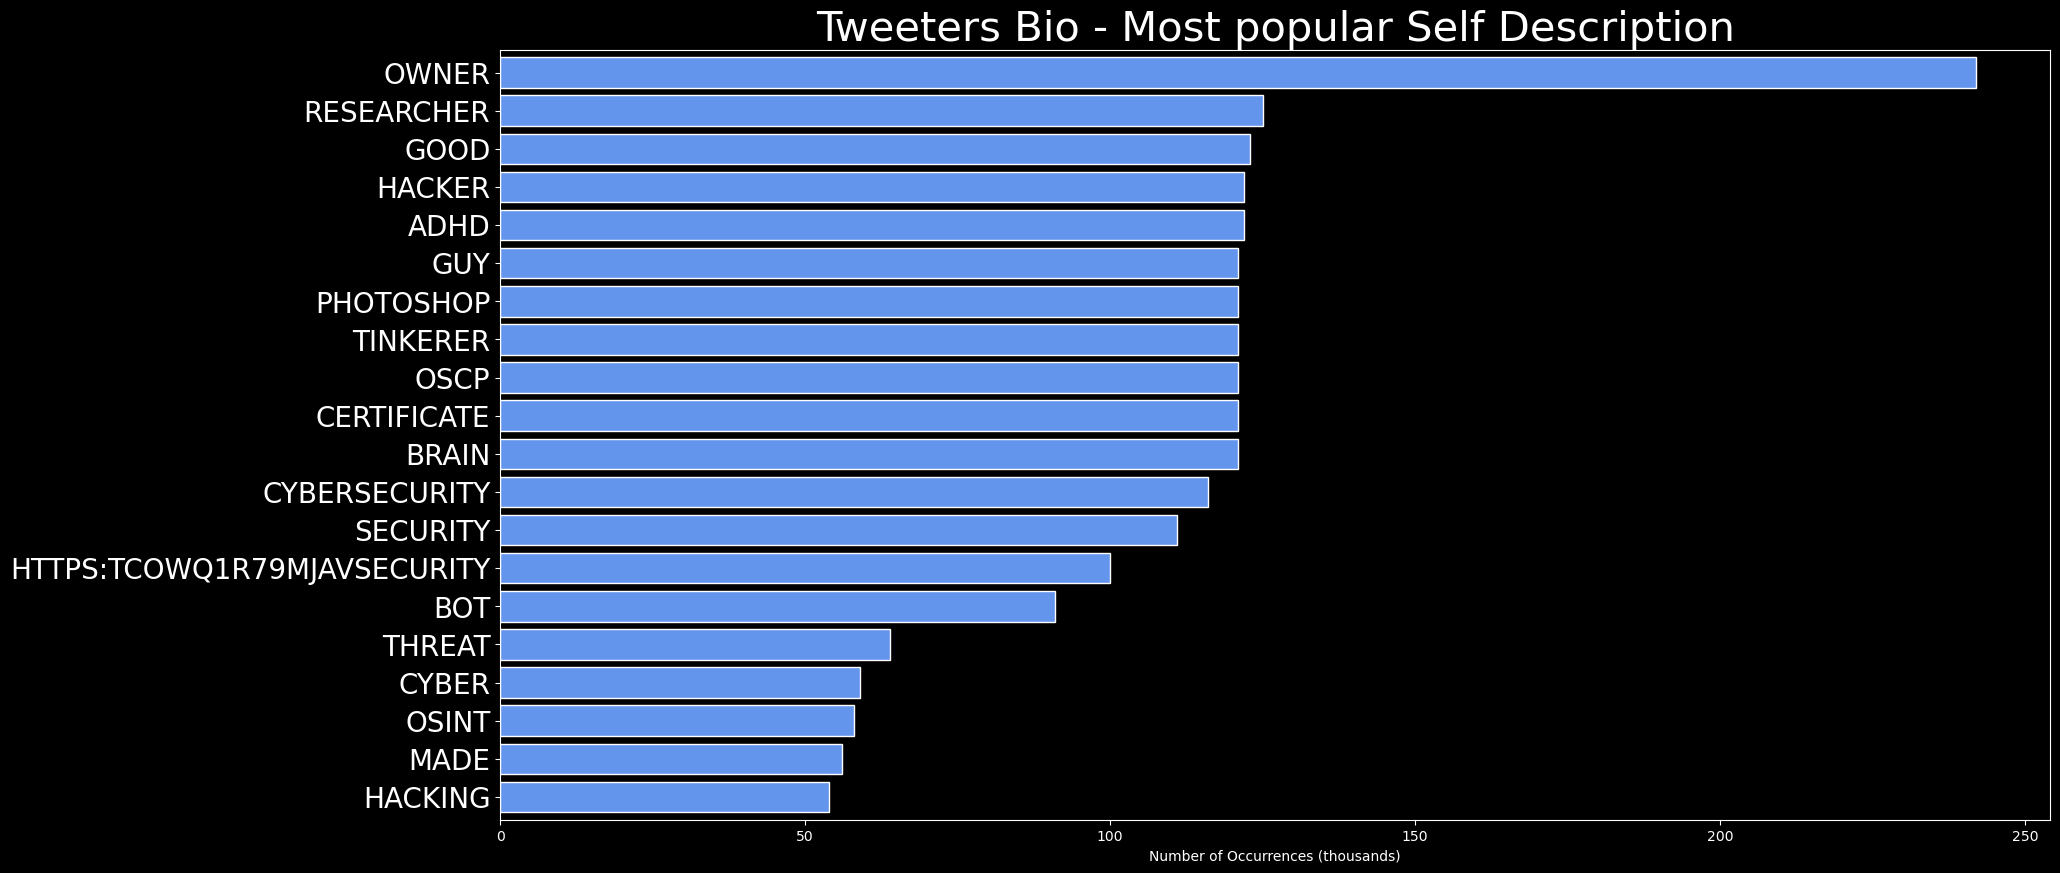 Tweeters Bio - Most popular Self Description
OWNER
RESEARCHER
GOOD
HACKER
ADHD
GUY
PHOTOSHOP
TINKERER
OSCP
CERTIFICATE
BRAIN
CYBERSECURITY
SECURITY
HTTPS:TCOWQ1R79MJAVSECURITY
BOT
THREAT
CYBER
OSINT
MADE
HACKING
0 50 100 150 200 250
Number of Occurrences (thousands)